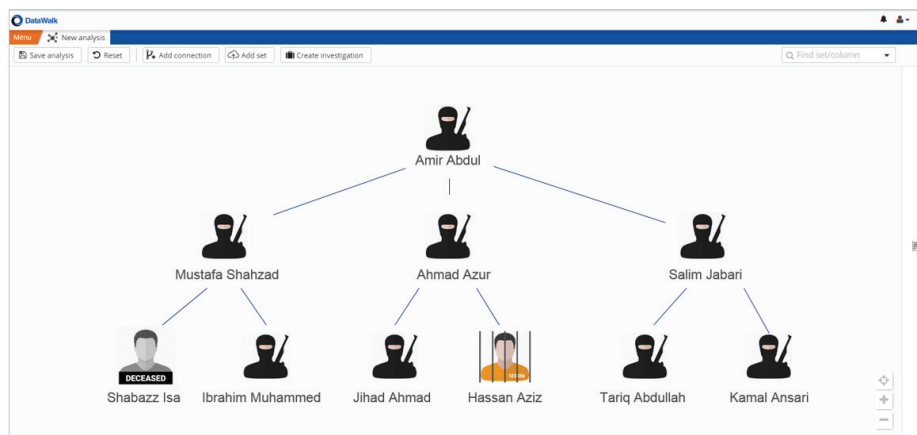 DataWalk
Menu New analysis
Save analysis Reset Add connection Add set Create investigation Find set/column
Amir Abdul
Mustafa Shahzad Ahmad Azur Salim Jabari
DECEASED 123456
Shabazz Isa Ibrahim Muhammed Jihad Ahmad Hassan Aziz Tariq Abdullah Kamal Ansari